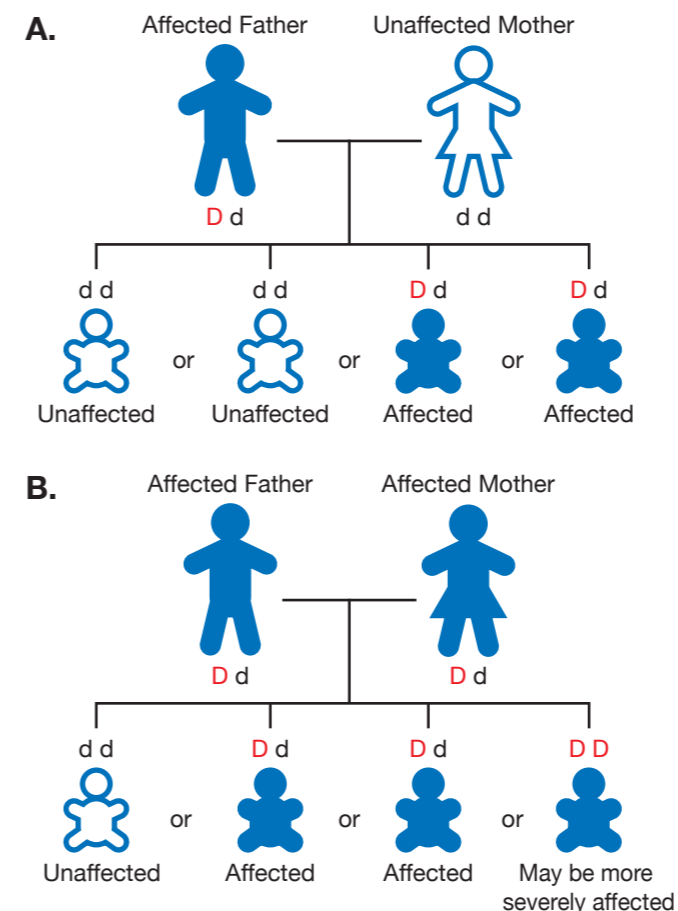 A.
Affected Father Unaffected Mother
D d d d
d d d d D d D d
or or or
Unaffected Unaffected Affected Affected
B.
Affected Father Affected Mother
D d D d
d d D d D d D D
or or or
Unaffected Affected Affected May be more
severely affected